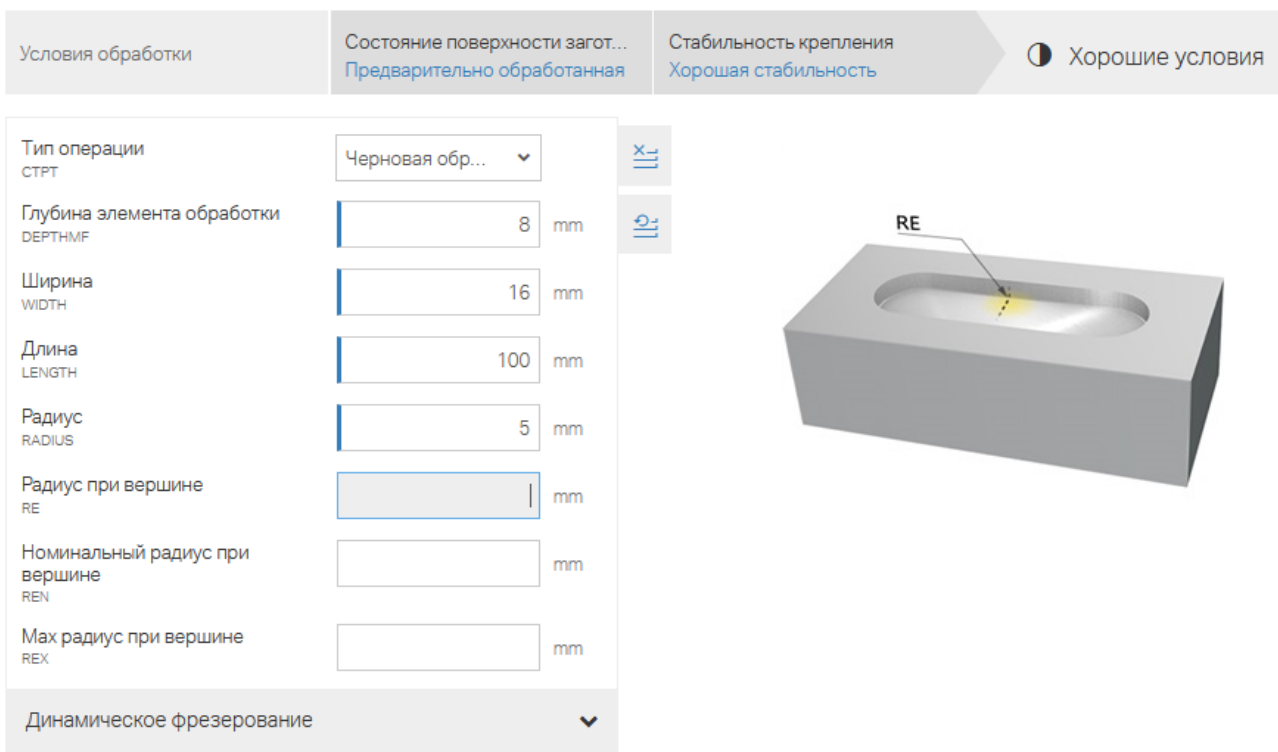 Условия обработки
Состояние поверхности загот...
Предварительно обработанная
Стабильность крепления
Хорошая стабильность
Хорошие условия
Тип операции
CTPT
Черновая обр...
Глубина элемента обработки
DEPTHMF
8 mm
Ширина
WIDTH
16 mm
Длина
LENGTH
100 mm
Радиус
RADIUS
5 mm
Радиус при вершине
RE
mm
Номинальный радиус при
вершине
REN
mm
Max радиус при вершине
REX
mm
Динамическое фрезерование
RE